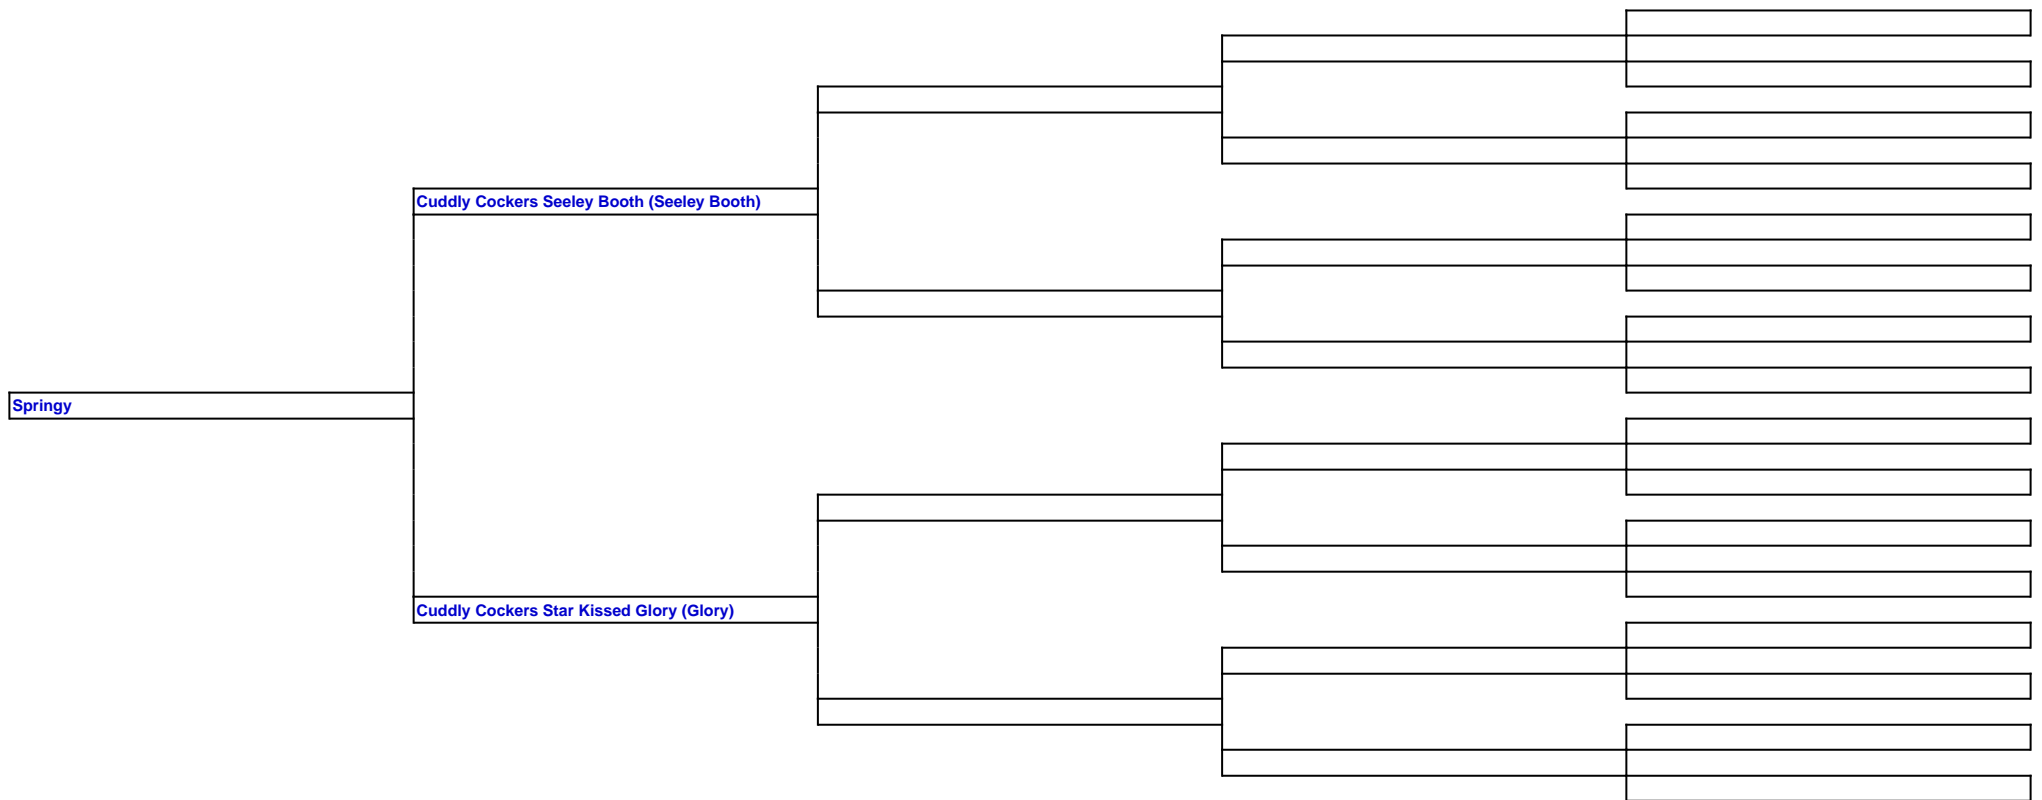 Cuddly Cockers Seeley Booth (Seeley Booth)
Springy
Cuddly Cockers Star Kissed Glory (Glory)